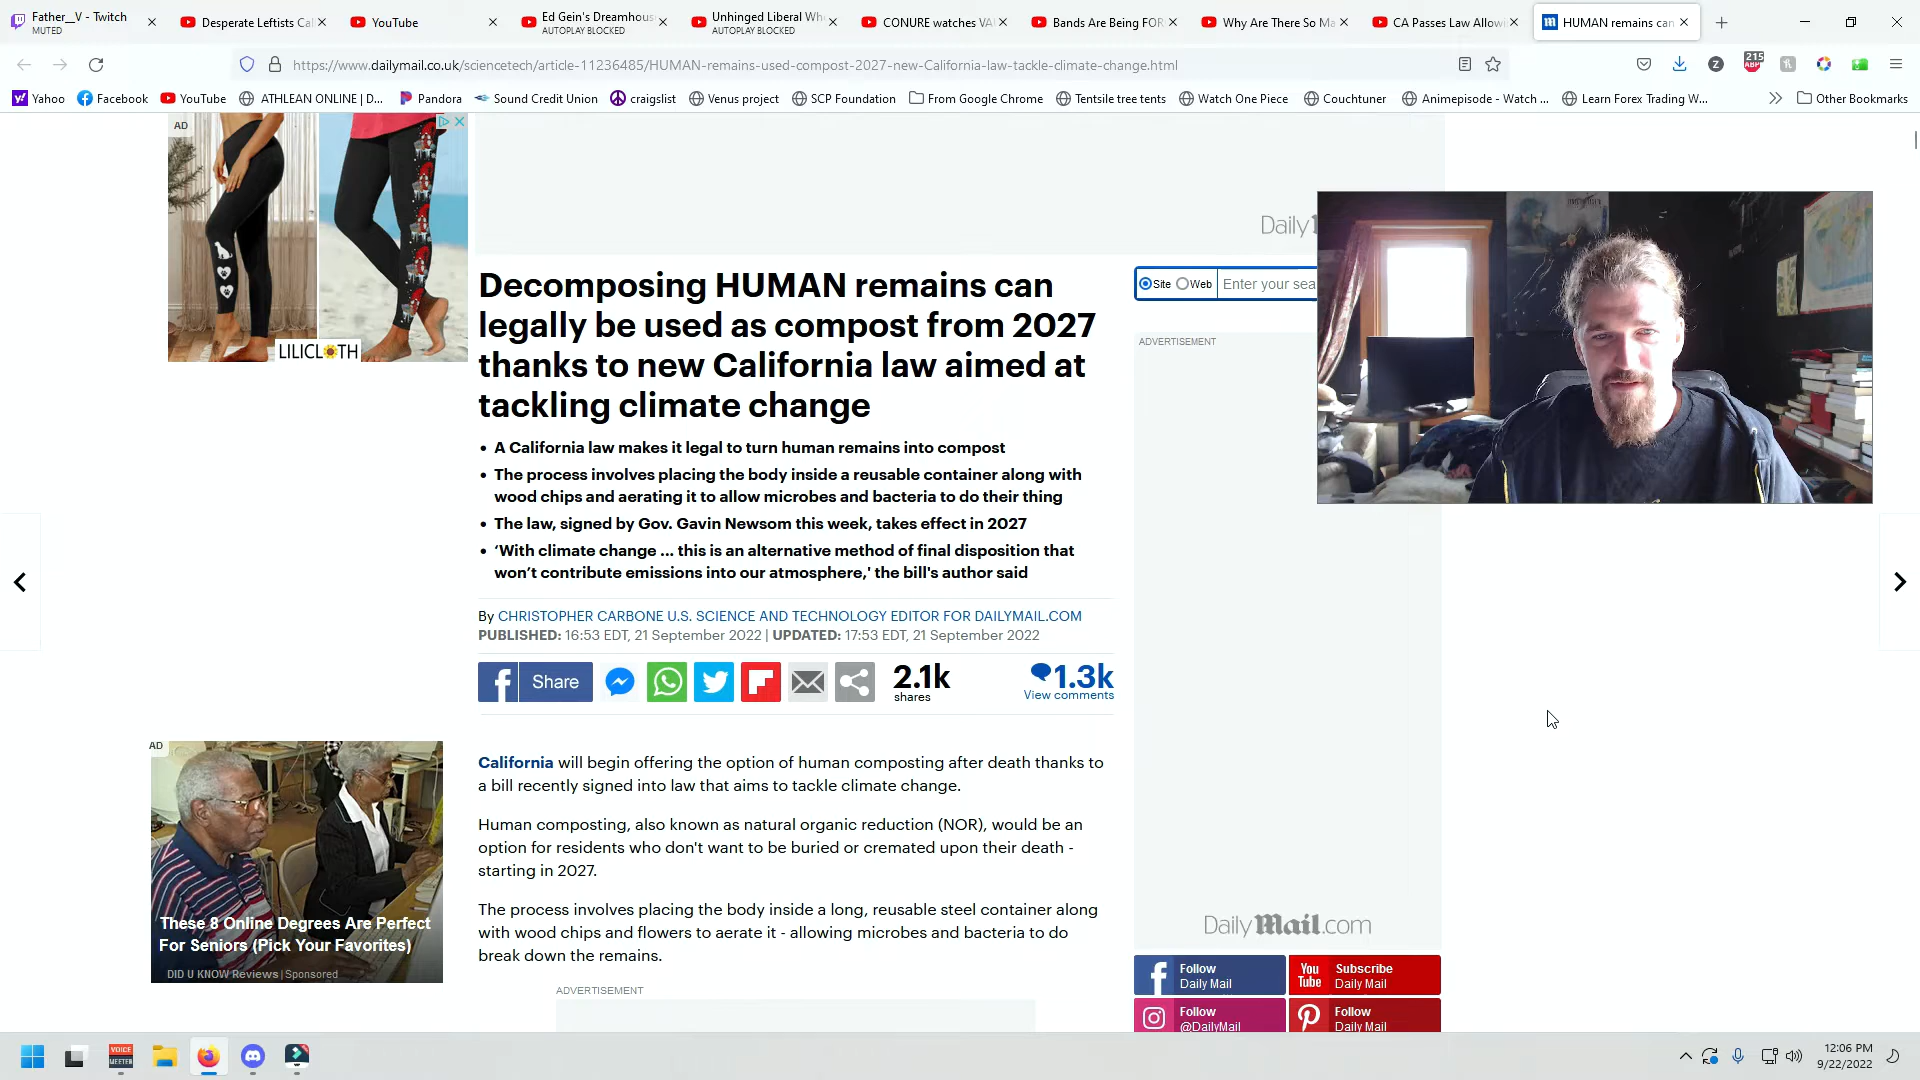 Father__V - Twitch
MUTED
Desperate Leftists Cal
YouTube
Ed Gein's Dreamhouse
AUTOPLAY BLOCKED
Unhinged Liberal Who
AUTOPLAY BLOCKED
CONURE watches VAL
Bands Are Being FOR
Why Are There So Ma
CA Passes Law Allowi
HUMAN remains can
https://www.dailymail.co.uk/sciencetech/article-11236485/HUMAN-remains-used-compost-2027-new-California-law-tackle-climate-change.html
215
ABP
Yahoo
Facebook
YouTube
ATHLEAN ONLINE | D...
Pandora
Sound Credit Union
craigslist
Venus project
SCP Foundation
From Google Chrome
Tentsile tree tents
Watch One Piece
Couchtuner
Animepisode - Watch ...
Learn Forex Trading W...
Other Bookmarks
AD
LILICLOTH
Daily
Decomposing HUMAN remains can
legally be used as compost from 2027
thanks to new California law aimed at
tackling climate change
Site Web Enter your sea
ADVERTISEMENT
• A California law makes it legal to turn human remains into compost
• The process involves placing the body inside a reusable container along with
wood chips and aerating it to allow microbes and bacteria to do their thing
• The law, signed by Gov. Gavin Newsom this week, takes effect in 2027
• ‘With climate change ... this is an alternative method of final disposition that
won’t contribute emissions into our atmosphere,' the bill's author said
By CHRISTOPHER CARBONE U.S. SCIENCE AND TECHNOLOGY EDITOR FOR DAILYMAIL.COM
PUBLISHED: 16:53 EDT, 21 September 2022 | UPDATED: 17:53 EDT, 21 September 2022
Share
2.1k
shares
1.3k
View comments
AD
These 8 Online Degrees Are Perfect
For Seniors (Pick Your Favorites)
DID U KNOW Reviews | Sponsored
California will begin offering the option of human composting after death thanks to
a bill recently signed into law that aims to tackle climate change.
Human composting, also known as natural organic reduction (NOR), would be an
option for residents who don't want to be buried or cremated upon their death -
starting in 2027.
The process involves placing the body inside a long, reusable steel container along
with wood chips and flowers to aerate it - allowing microbes and bacteria to do
break down the remains.
ADVERTISEMENT
Daily Mail.com
Follow
Daily Mail
You
Tube
Subscribe
Daily Mail
Follow
@DailyMail
Follow
Daily Mail
VOICE
MEETER
12:06 PM
9/22/2022